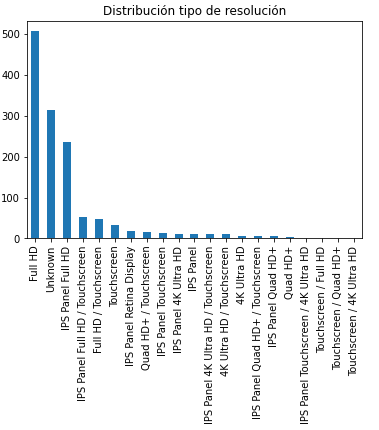 Distribución tipo de resolución
500
400
300
200
100
0
Full HD
Unknown
IPS Panel Full HD
IPS Panel Full HD / Touchscreen
Full HD / Touchscreen
Touchscreen
IPS Panel Retina Display
Quad HD+ / Touchscreen
IPS Panel Touchscreen
IPS Panel 4K Ultra HD
IPS Panel
IPS Panel 4K Ultra HD / Touchscreen
4K Ultra HD / Touchscreen
4K Ultra HD
IPS Panel Quad HD+ / Touchscreen
IPS Panel Quad HD+
Quad HD+
IPS Panel Touchscreen / 4K Ultra HD
Touchscreen / Full HD
Touchscreen / Quad HD+
Touchscreen / 4K Ultra HD